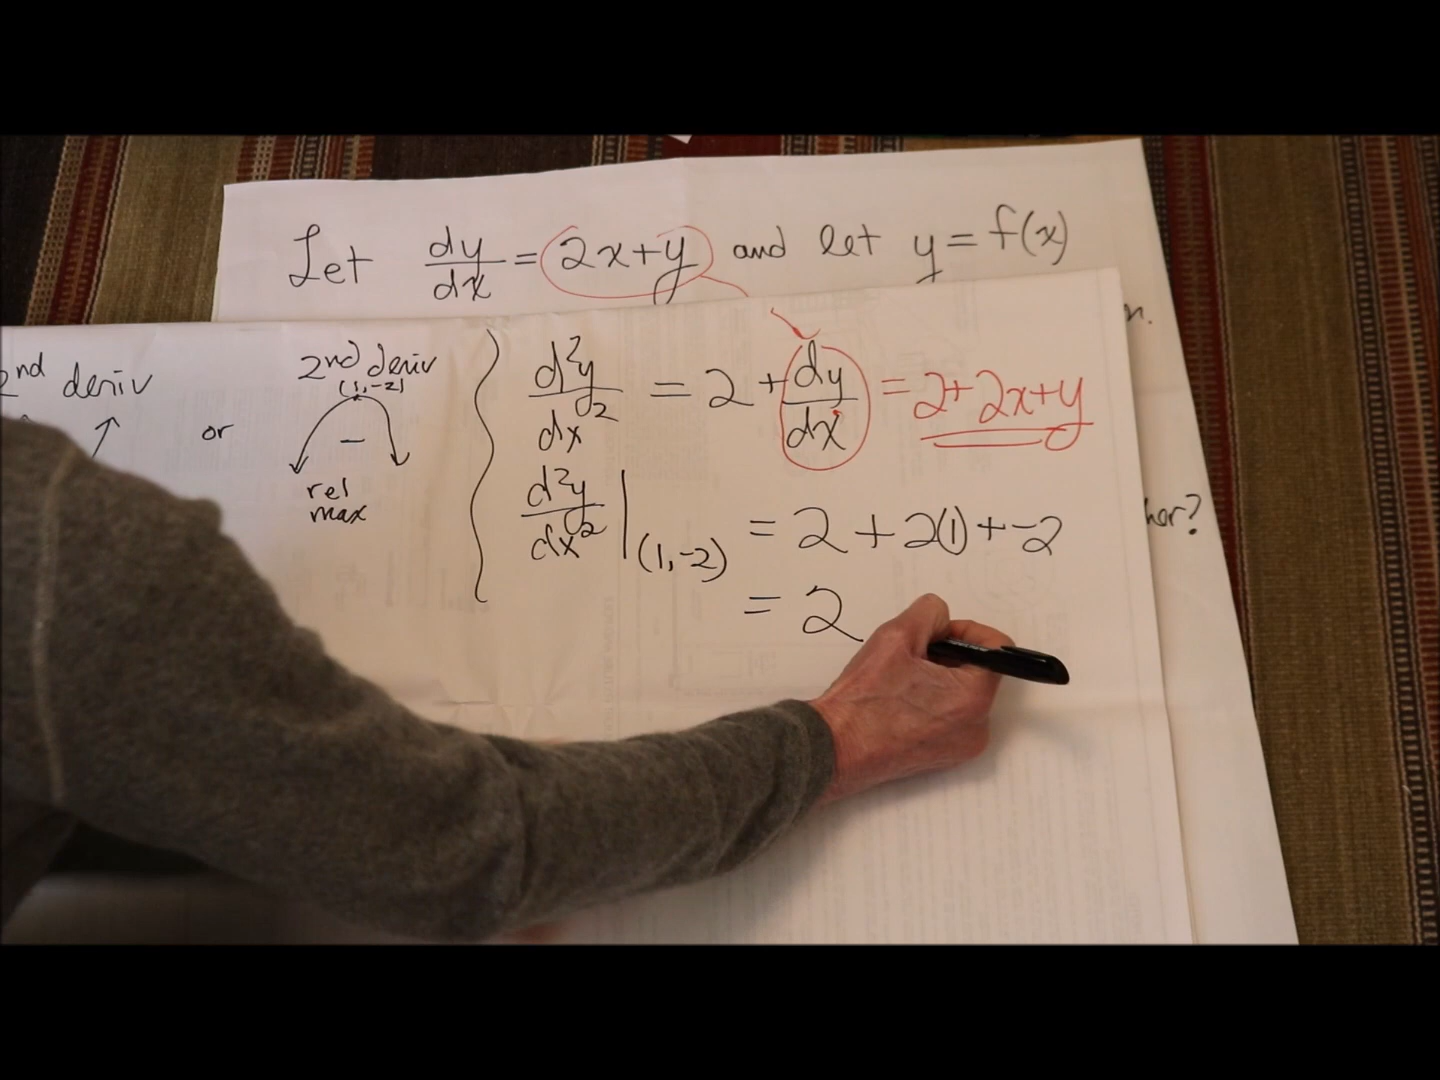 Let dy/dx = 2x+y and let y = f(x)
n.
2nd deriv
or
2nd deriv
(1,-2)
−
rel
max
d²y/dx² = 2 + dy/dx = 2+2x+y
d²y/dx² |(1,-2) = 2 + 2(1) + -2
= 2
her?